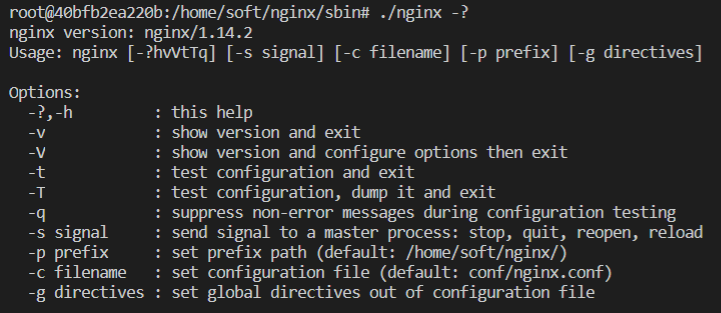 root@40bfb2ea220b:/home/soft/nginx/sbin# ./nginx -?
nginx version: nginx/1.14.2
Usage: nginx [-?hvVtTq] [-s signal] [-c filename] [-p prefix] [-g directives]

Options:
  -?,-h         : this help
  -v            : show version and exit
  -V            : show version and configure options then exit
  -t            : test configuration and exit
  -T            : test configuration, dump it and exit
  -q            : suppress non-error messages during configuration testing
  -s signal     : send signal to a master process: stop, quit, reopen, reload
  -p prefix     : set prefix path (default: /home/soft/nginx/)
  -c filename   : set configuration file (default: conf/nginx.conf)
  -g directives : set global directives out of configuration file